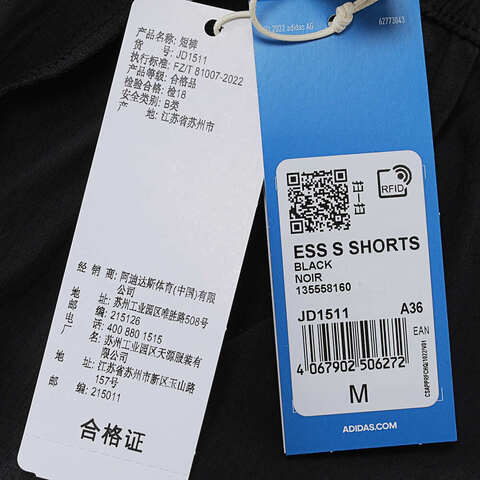 产品名称: 短裤
货 号: JD1511
执行标准: FZ/T 81007-2022
产品等级: 合格品
检验合格: 检18
安全类别: B类
产 地: 江苏省苏州市
经 销 商: 阿迪达斯体育(中国)有限公司
地 址: 苏州工业园区唯胜路508号
邮 编: 215126
电 话: 400 880 1515
厂 名: 苏州工业园区天源服装有限公司
地 址: 江苏省苏州市新区玉山路157号
邮 编: 215011
合格证
© 2022 adidas AG
62773043
扫一扫
RFID
ESS S SHORTS
BLACK
NOIR
135558160
JD1511 A36
EAN
4 067902 506272
M
ADIDAS.COM